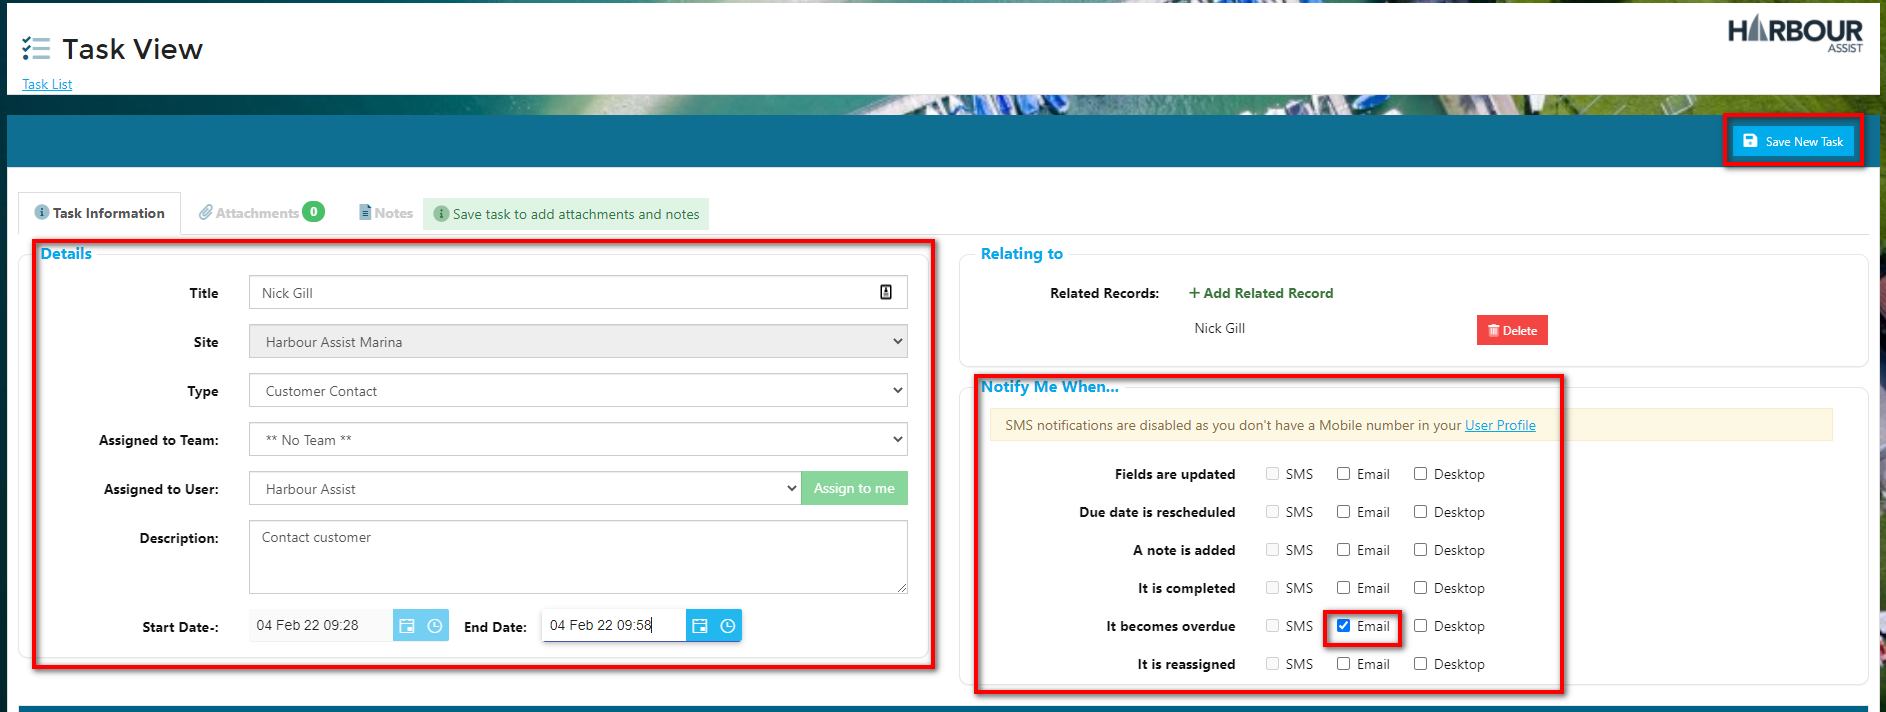 Task View
HARBOUR
ASSIST
Task List
Save New Task
Task Information
Attachments 0
Notes
Save task to add attachments and notes
Details
Title Nick Gill
Site Harbour Assist Marina
Type Customer Contact
Assigned to Team: ** No Team **
Assigned to User: Harbour Assist Assign to me
Description: Contact customer
Start Date-: 04 Feb 22 09:28 End Date: 04 Feb 22 09:58
Relating to
Related Records: + Add Related Record
Nick Gill Delete
Notify Me When...
SMS notifications are disabled as you don't have a Mobile number in your User Profile
Fields are updated SMS Email Desktop
Due date is rescheduled SMS Email Desktop
A note is added SMS Email Desktop
It is completed SMS Email Desktop
It becomes overdue SMS Email Desktop
It is reassigned SMS Email Desktop